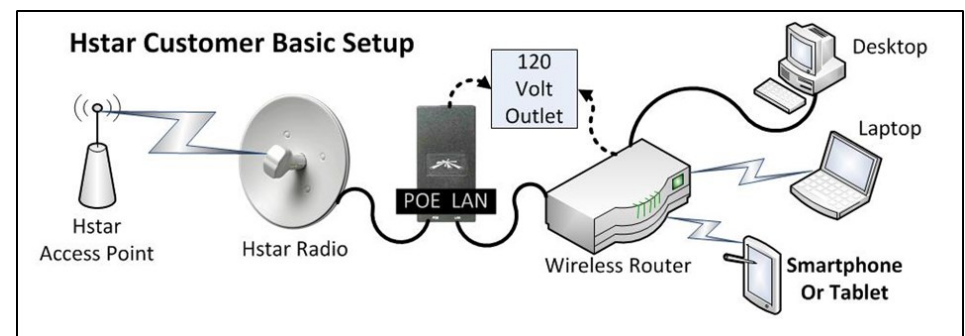 Hstar Customer Basic Setup
120
Volt
Outlet
Desktop
Laptop
POE LAN
Hstar
Access Point
Hstar Radio
Wireless Router
Smartphone
Or Tablet